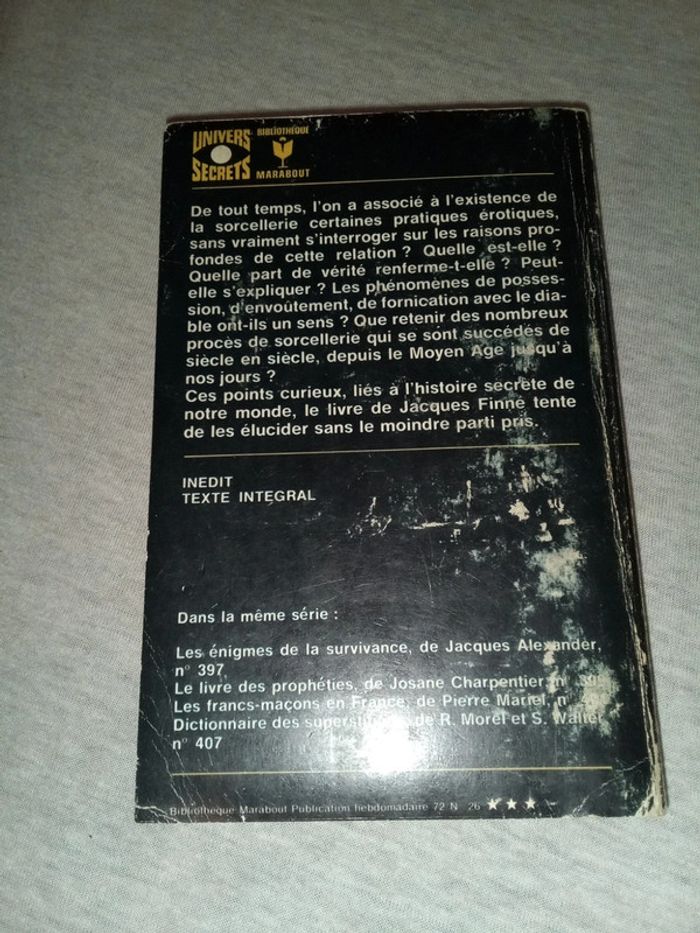 UNIVERS
SECRETS
BIBLIOTHEQUE
MARABOUT
De tout temps, l'on a associé à l'existence de
la sorcellerie certaines pratiques érotiques,
sans vraiment s'interroger sur les raisons pro-
fondes de cette relation ? Quelle est-elle ?
Quelle part de vérité renferme-t-elle ? Peut-
elle s'expliquer ? Les phénomènes de posses-
sion, d'envoûtement, de fornication avec le dia-
ble ont-ils un sens ? Que retenir des nombreux
procès de sorcellerie qui se sont succédés de
siècle en siècle, depuis le Moyen Age jusqu'à
nos jours ?
Ces points curieux, liés à l'histoire secrète de
notre monde, le livre de Jacques Finné tente
de les élucider sans le moindre parti pris.
INEDIT
TEXTE INTEGRAL
Dans la même série :
Les énigmes de la survivance, de Jacques Alexander,
n° 397
Le livre des prophéties, de Josane Charpentier, n°
Les francs-maçons en France, de Pierre Mariel, n°
Dictionnaire des superstitions, de R. Morel et S. Walter
n° 407
Bibliothèque Marabout Publication hebdomadaire 72 N 26 ★★★